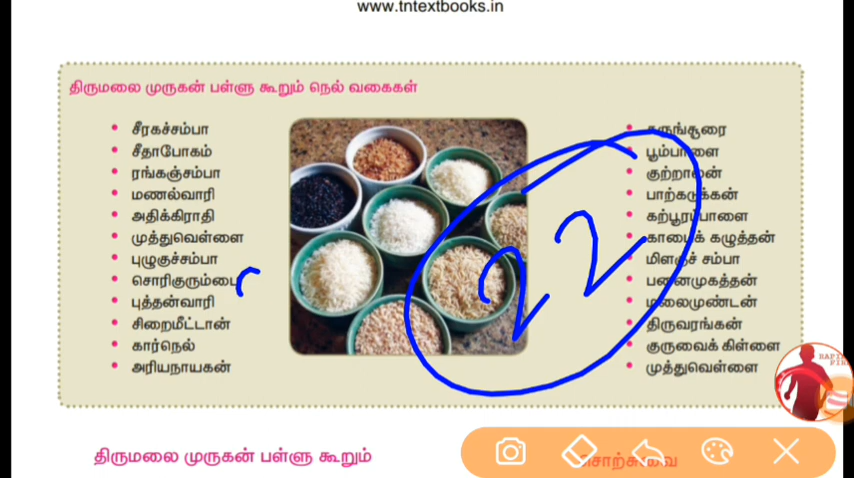 www.tntextbooks.in
திருமலை முருகன் பள்ளு கூறும் நெல் வகைகள்
சீரகச்சம்பா
சீதாபோகம்
ரங்கஞ்சம்பா
மணல்வாரி
அதிக்கிராதி
முத்துவெள்ளை
புழுகுச்சம்பா
சொரிகுரும்பை
புத்தன்வாரி
சிறைமீட்டான்
கார்நெல்
அரியநாயகன்
கருங்சூரை
பூம்பாளை
குற்றாலன்
பாற்கடுக்கன்
கற்பூரப்பாளை
காடைக் கழுத்தன்
மிளகுச் சம்பா
பனைமுகத்தன்
மலைமுண்டன்
திருவரங்கன்
குருவைக் கிள்ளை
முத்துவெள்ளை
22
திருமலை முருகன் பள்ளு கூறும்
சொற்சுவை